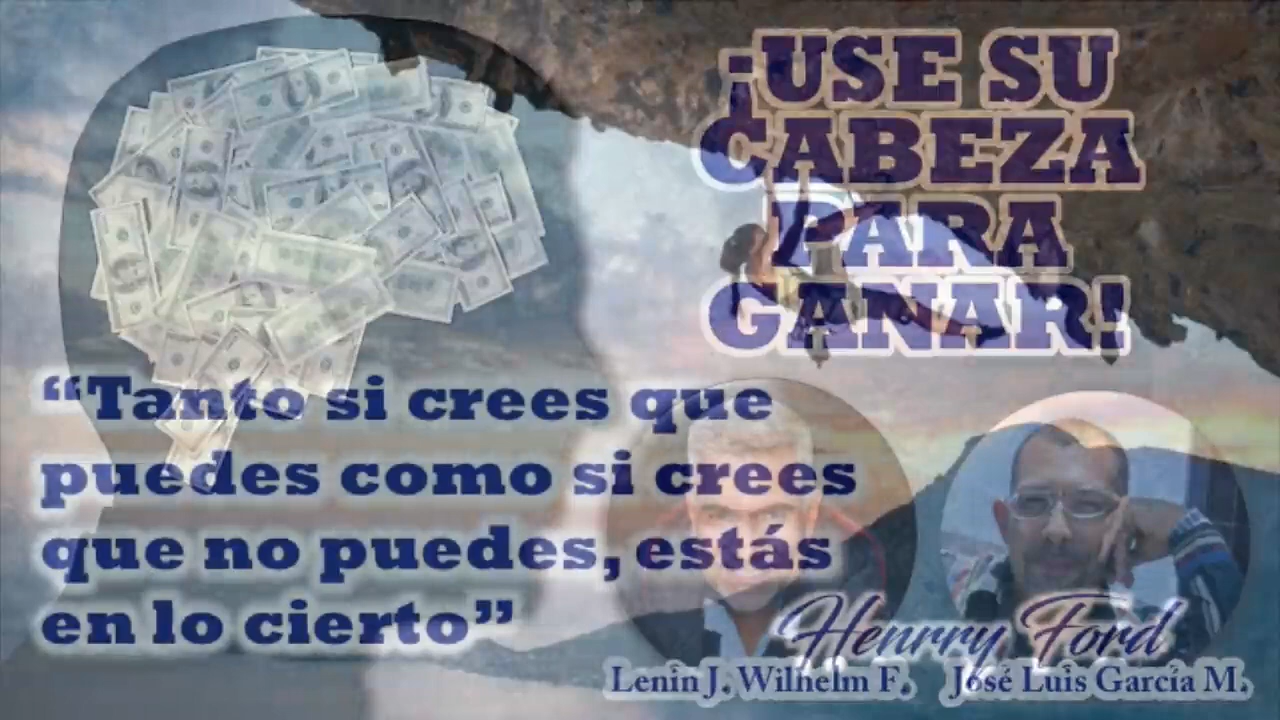 ¡USE SU
CABEZA
PARA
GANAR!
“Tanto si crees que
puedes como si crees
que no puedes, estás
en lo cierto”
Henrry Ford
Lenin J. Wilhelm F.
José Luis García M.